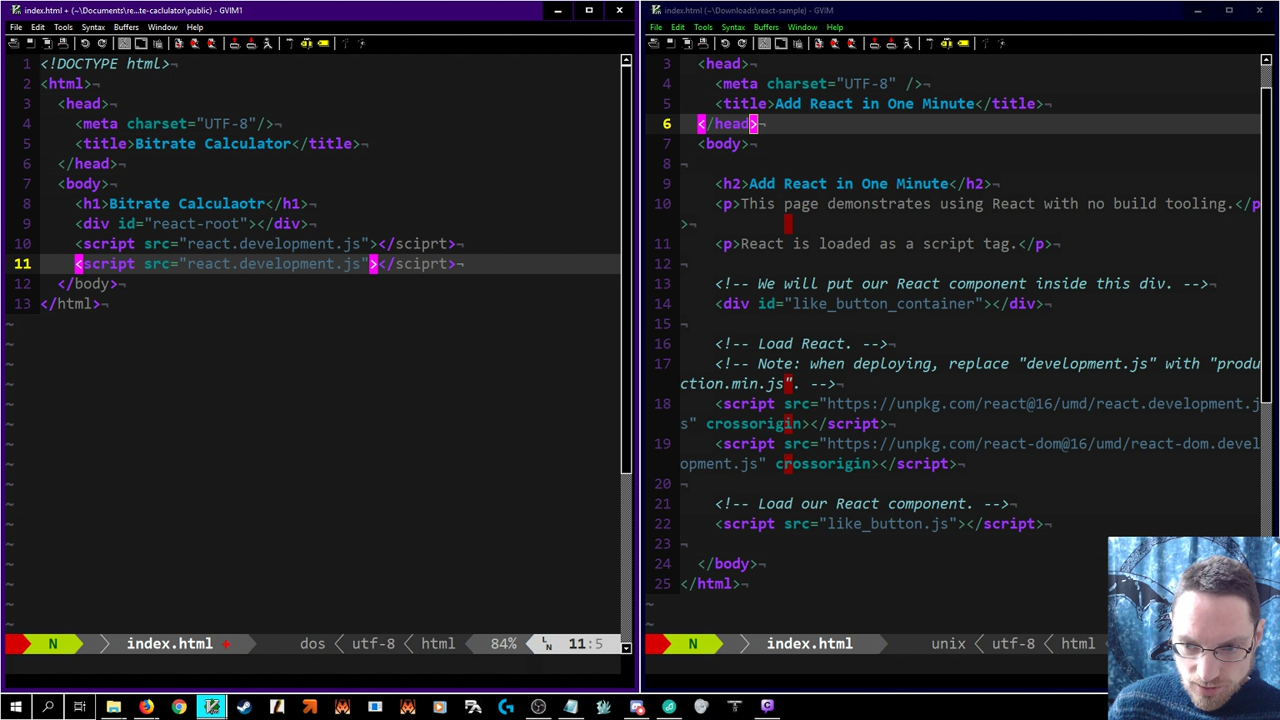 index.html + (~\Documents\re...te-caclulator\public) - GVIM1
File Edit Tools Syntax Buffers Window Help
1 <!DOCTYPE html>¬
2 <html>¬
3 <head>¬
4 <meta charset="UTF-8"/>¬
5 <title>Bitrate Calculator</title>¬
6 </head>¬
7 <body>¬
8 <h1>Bitrate Calculaotr</h1>¬
9 <div id="react-root"></div>¬
10 <script src="react.development.js"></sciprt>¬
11 <script src="react.development.js"></sciprt>¬
12 </body>¬
13 </html>¬
N index.html + dos utf-8 html 84% LN 11:5
index.html (~\Downloads\react-sample) - GVIM
File Edit Tools Syntax Buffers Window Help
3 <head>¬
4 <meta charset="UTF-8" />¬
5 <title>Add React in One Minute</title>¬
6 </head>¬
7 <body>¬
8 ¬
9 <h2>Add React in One Minute</h2>¬
10 <p>This page demonstrates using React with no build tooling.</p
>¬
11 <p>React is loaded as a script tag.</p>¬
12 ¬
13 <!-- We will put our React component inside this div. -->¬
14 <div id="like_button_container"></div>¬
15 ¬
16 <!-- Load React. -->¬
17 <!-- Note: when deploying, replace "development.js" with "produ
ction.min.js". -->¬
18 <script src="https://unpkg.com/react@16/umd/react.development.j
s" crossorigin></script>¬
19 <script src="https://unpkg.com/react-dom@16/umd/react-dom.devel
opment.js" crossorigin></script>¬
20 ¬
21 <!-- Load our React component. -->¬
22 <script src="like_button.js"></script>¬
23 ¬
24 </body>¬
25 </html>¬
N index.html unix utf-8 html